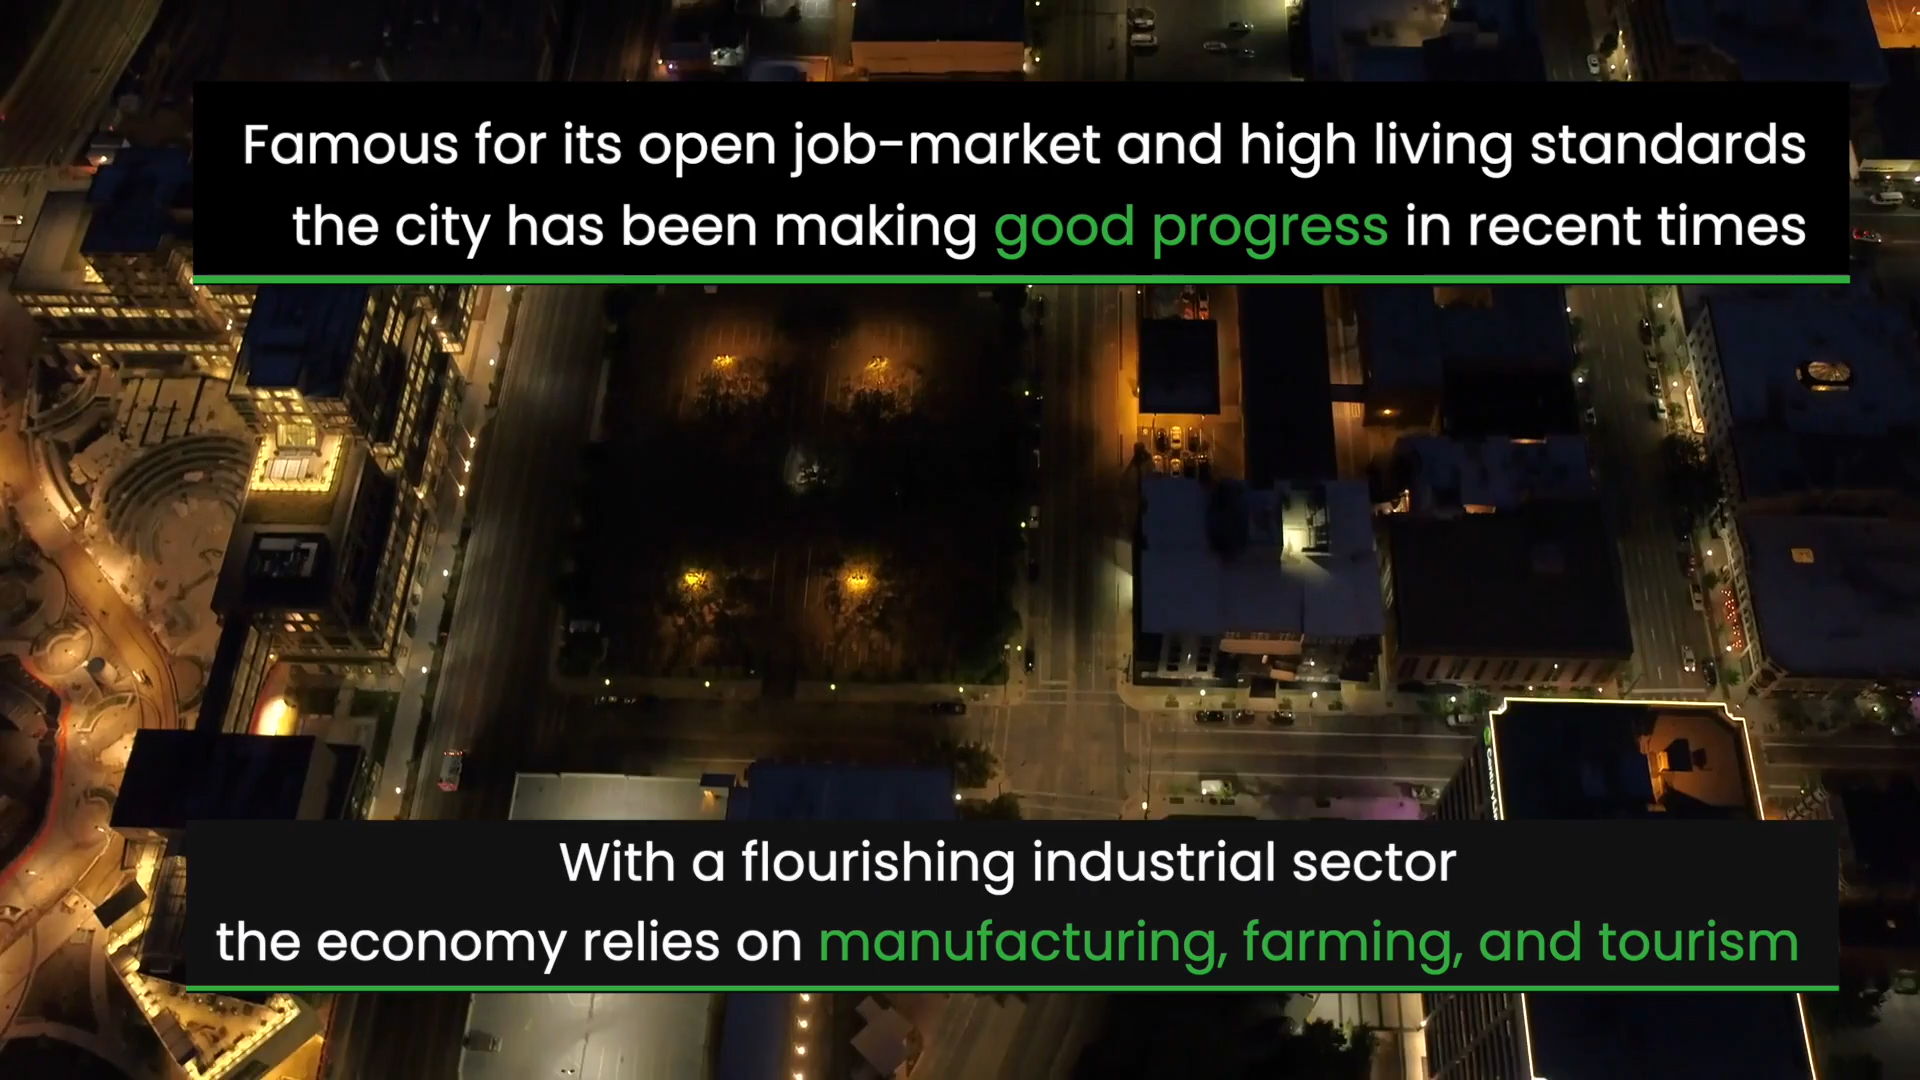 Famous for its open job-market and high living standards
the city has been making good progress in recent times
With a flourishing industrial sector
the economy relies on manufacturing, farming, and tourism